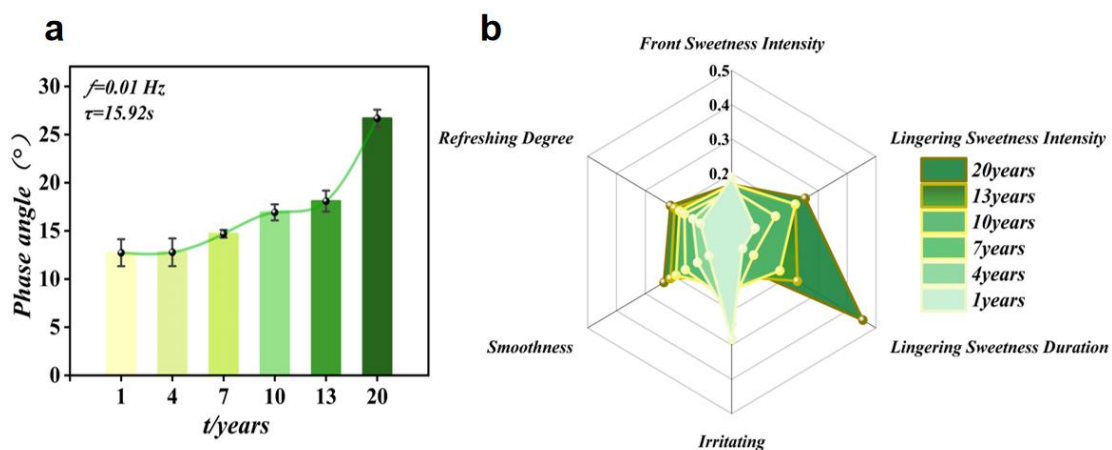 a
f=0.01 Hz
τ=15.92s
30
25
20
15
10
5
0
Phase angle（°）
1 4 7 10 13 20
t/years
b
Front Sweetness Intensity
0.5
0.4
0.3
0.2
Refreshing Degree
Lingering Sweetness Intensity
20years
13years
10years
7years
4years
1years
Smoothness
Lingering Sweetness Duration
Irritating